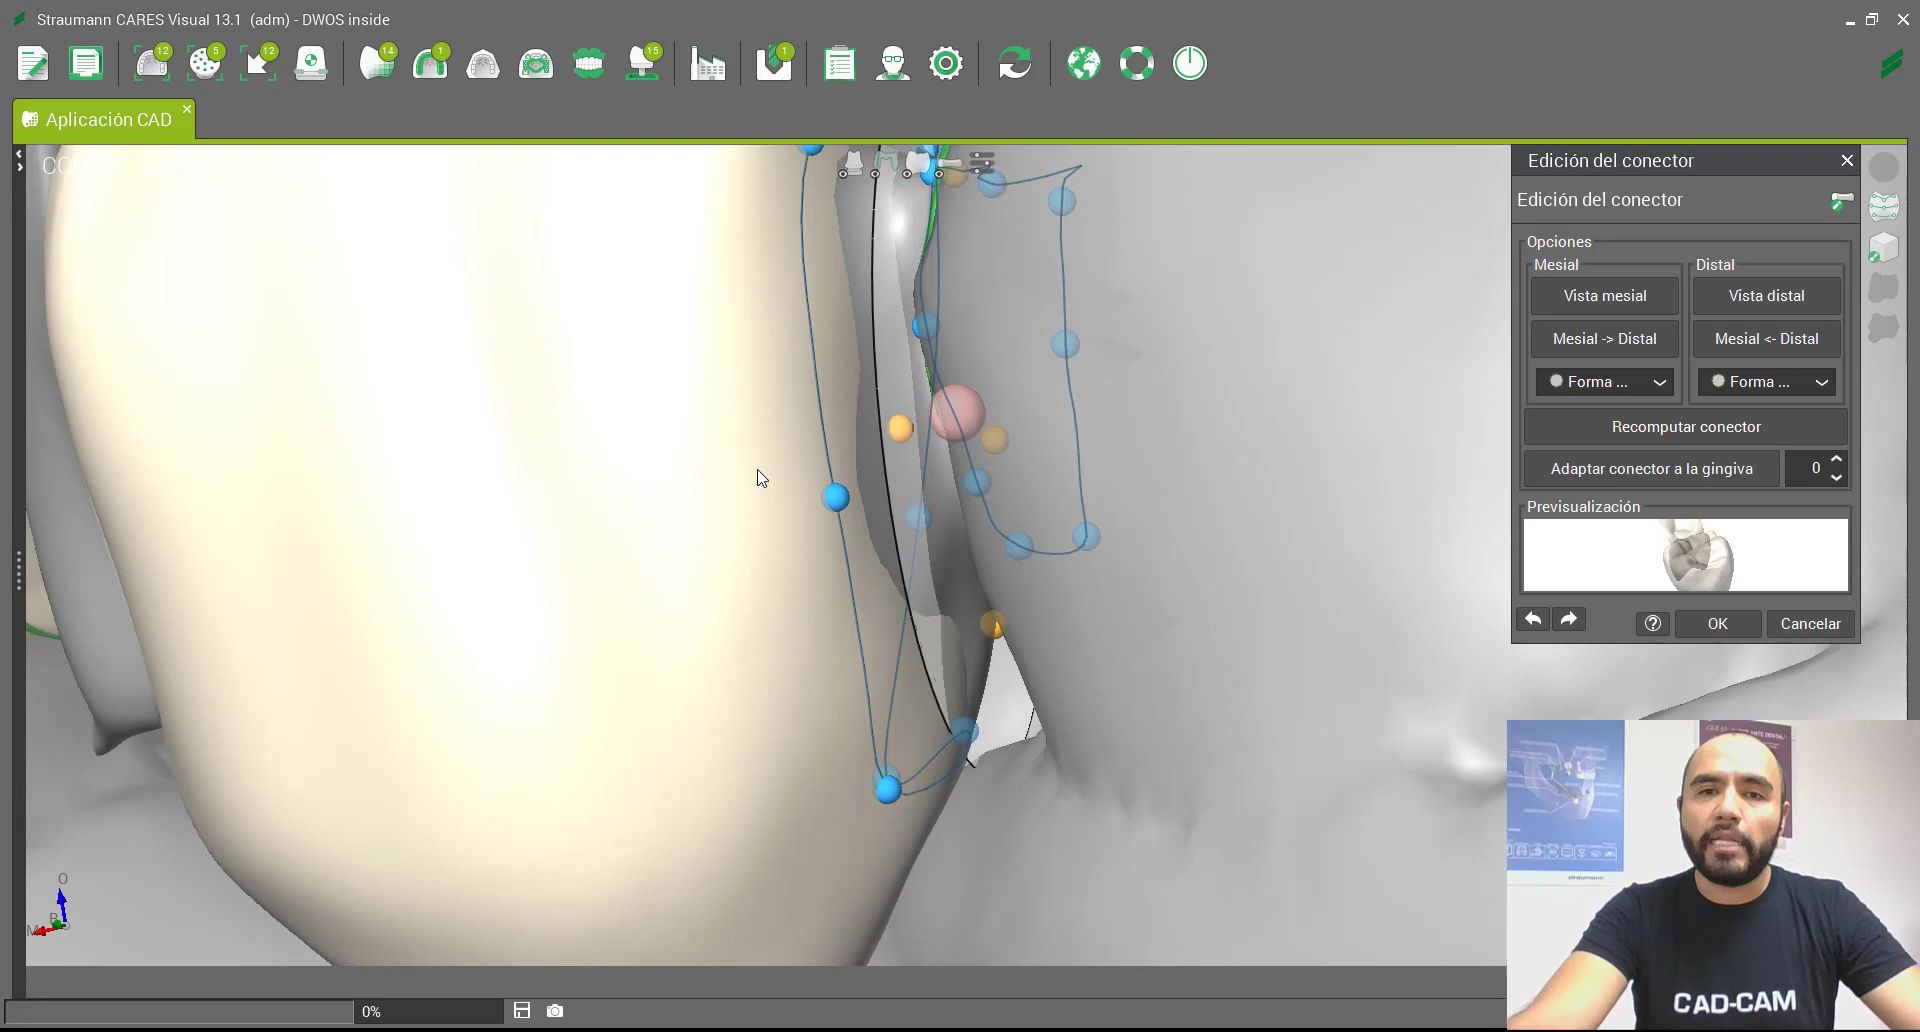 Straumann CARES Visual 13.1 (adm) - DWOS inside
12
5
12
14
1
15
1
Aplicación CAD
Edición del conector
Edición del conector
Opciones
Mesial
Distal
Vista mesial
Vista distal
Mesial -> Distal
Mesial <- Distal
Forma ...
Forma ...
Recomputar conector
Adaptar conector a la gingiva
0
Previsualización
OK
Cancelar
O
B
M
0%
straumann
CAD-CAM